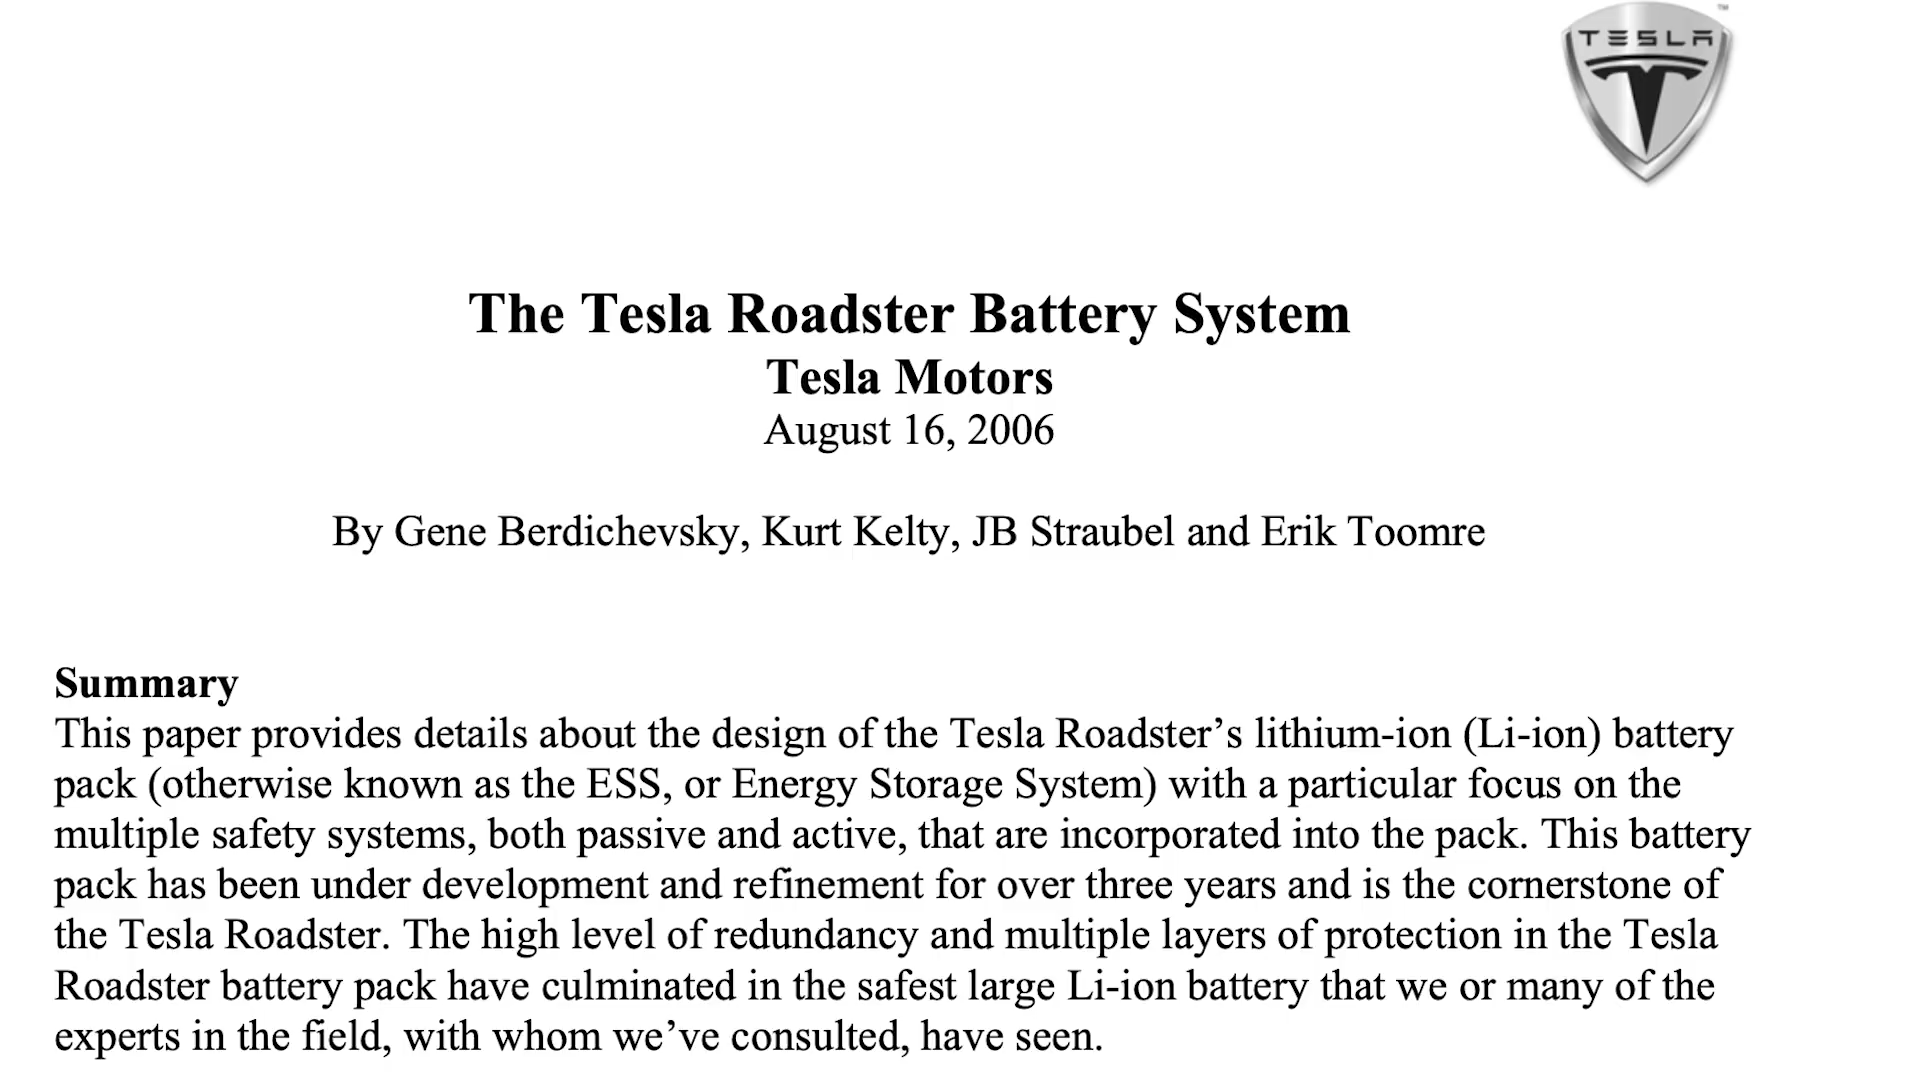 TESLA
TM
The Tesla Roadster Battery System
Tesla Motors
August 16, 2006
By Gene Berdichevsky, Kurt Kelty, JB Straubel and Erik Toomre
Summary
This paper provides details about the design of the Tesla Roadster’s lithium-ion (Li-ion) battery
pack (otherwise known as the ESS, or Energy Storage System) with a particular focus on the
multiple safety systems, both passive and active, that are incorporated into the pack. This battery
pack has been under development and refinement for over three years and is the cornerstone of
the Tesla Roadster. The high level of redundancy and multiple layers of protection in the Tesla
Roadster battery pack have culminated in the safest large Li-ion battery that we or many of the
experts in the field, with whom we’ve consulted, have seen.